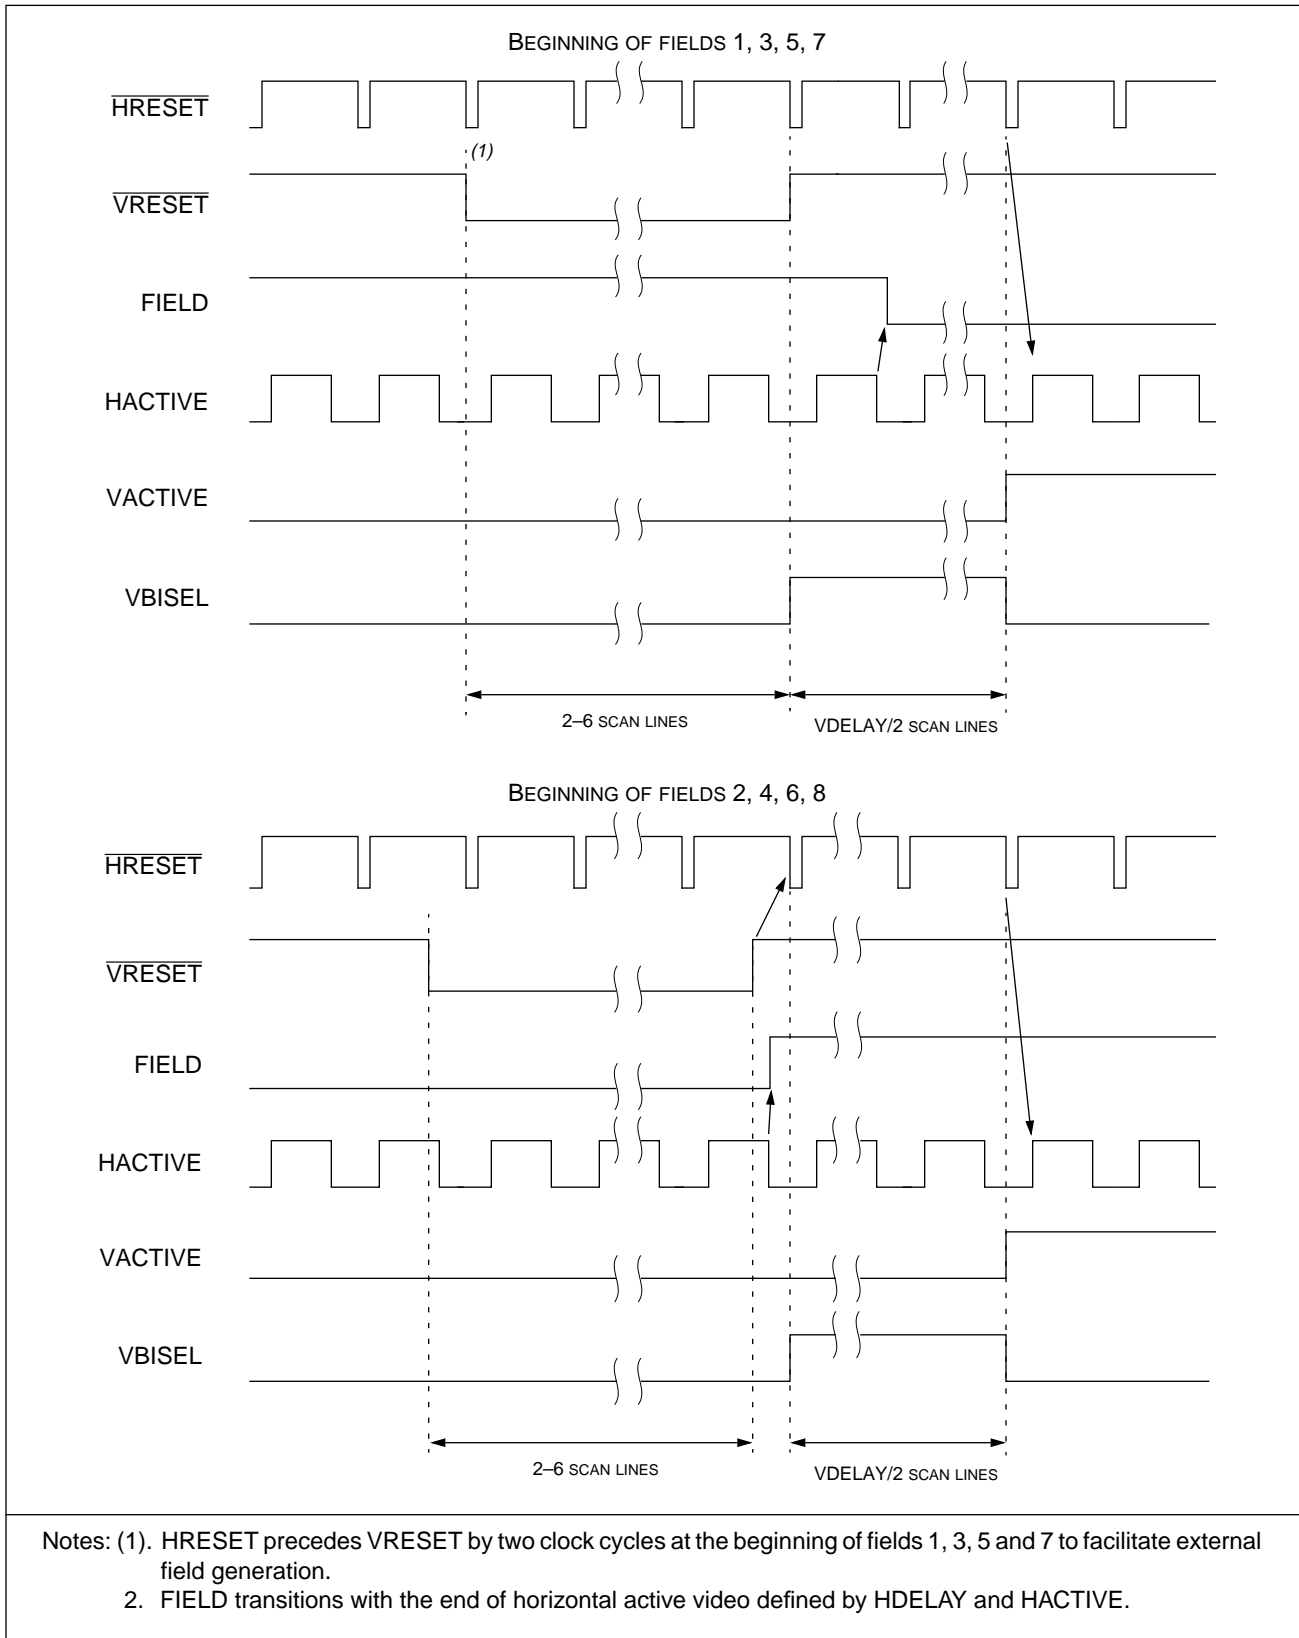 BEGINNING OF FIELDS 1, 3, 5, 7
HRESET
(1)
VRESET
FIELD
HACTIVE
VACTIVE
VBISEL
2–6 SCAN LINES
VDELAY/2 SCAN LINES
BEGINNING OF FIELDS 2, 4, 6, 8
HRESET
VRESET
FIELD
HACTIVE
VACTIVE
VBISEL
2–6 SCAN LINES
VDELAY/2 SCAN LINES
Notes: (1). HRESET precedes VRESET by two clock cycles at the beginning of fields 1, 3, 5 and 7 to facilitate external
field generation.
2. FIELD transitions with the end of horizontal active video defined by HDELAY and HACTIVE.